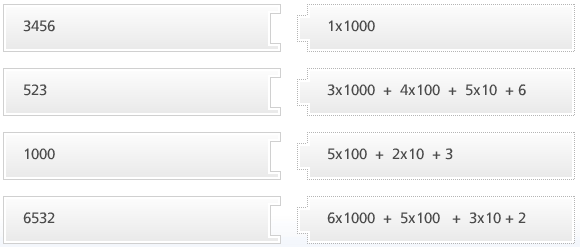 3456
1x1000
523
3x1000 + 4x100 + 5x10 + 6
1000
5x100 + 2x10 + 3
6532
6x1000 + 5x100 + 3x10 + 2